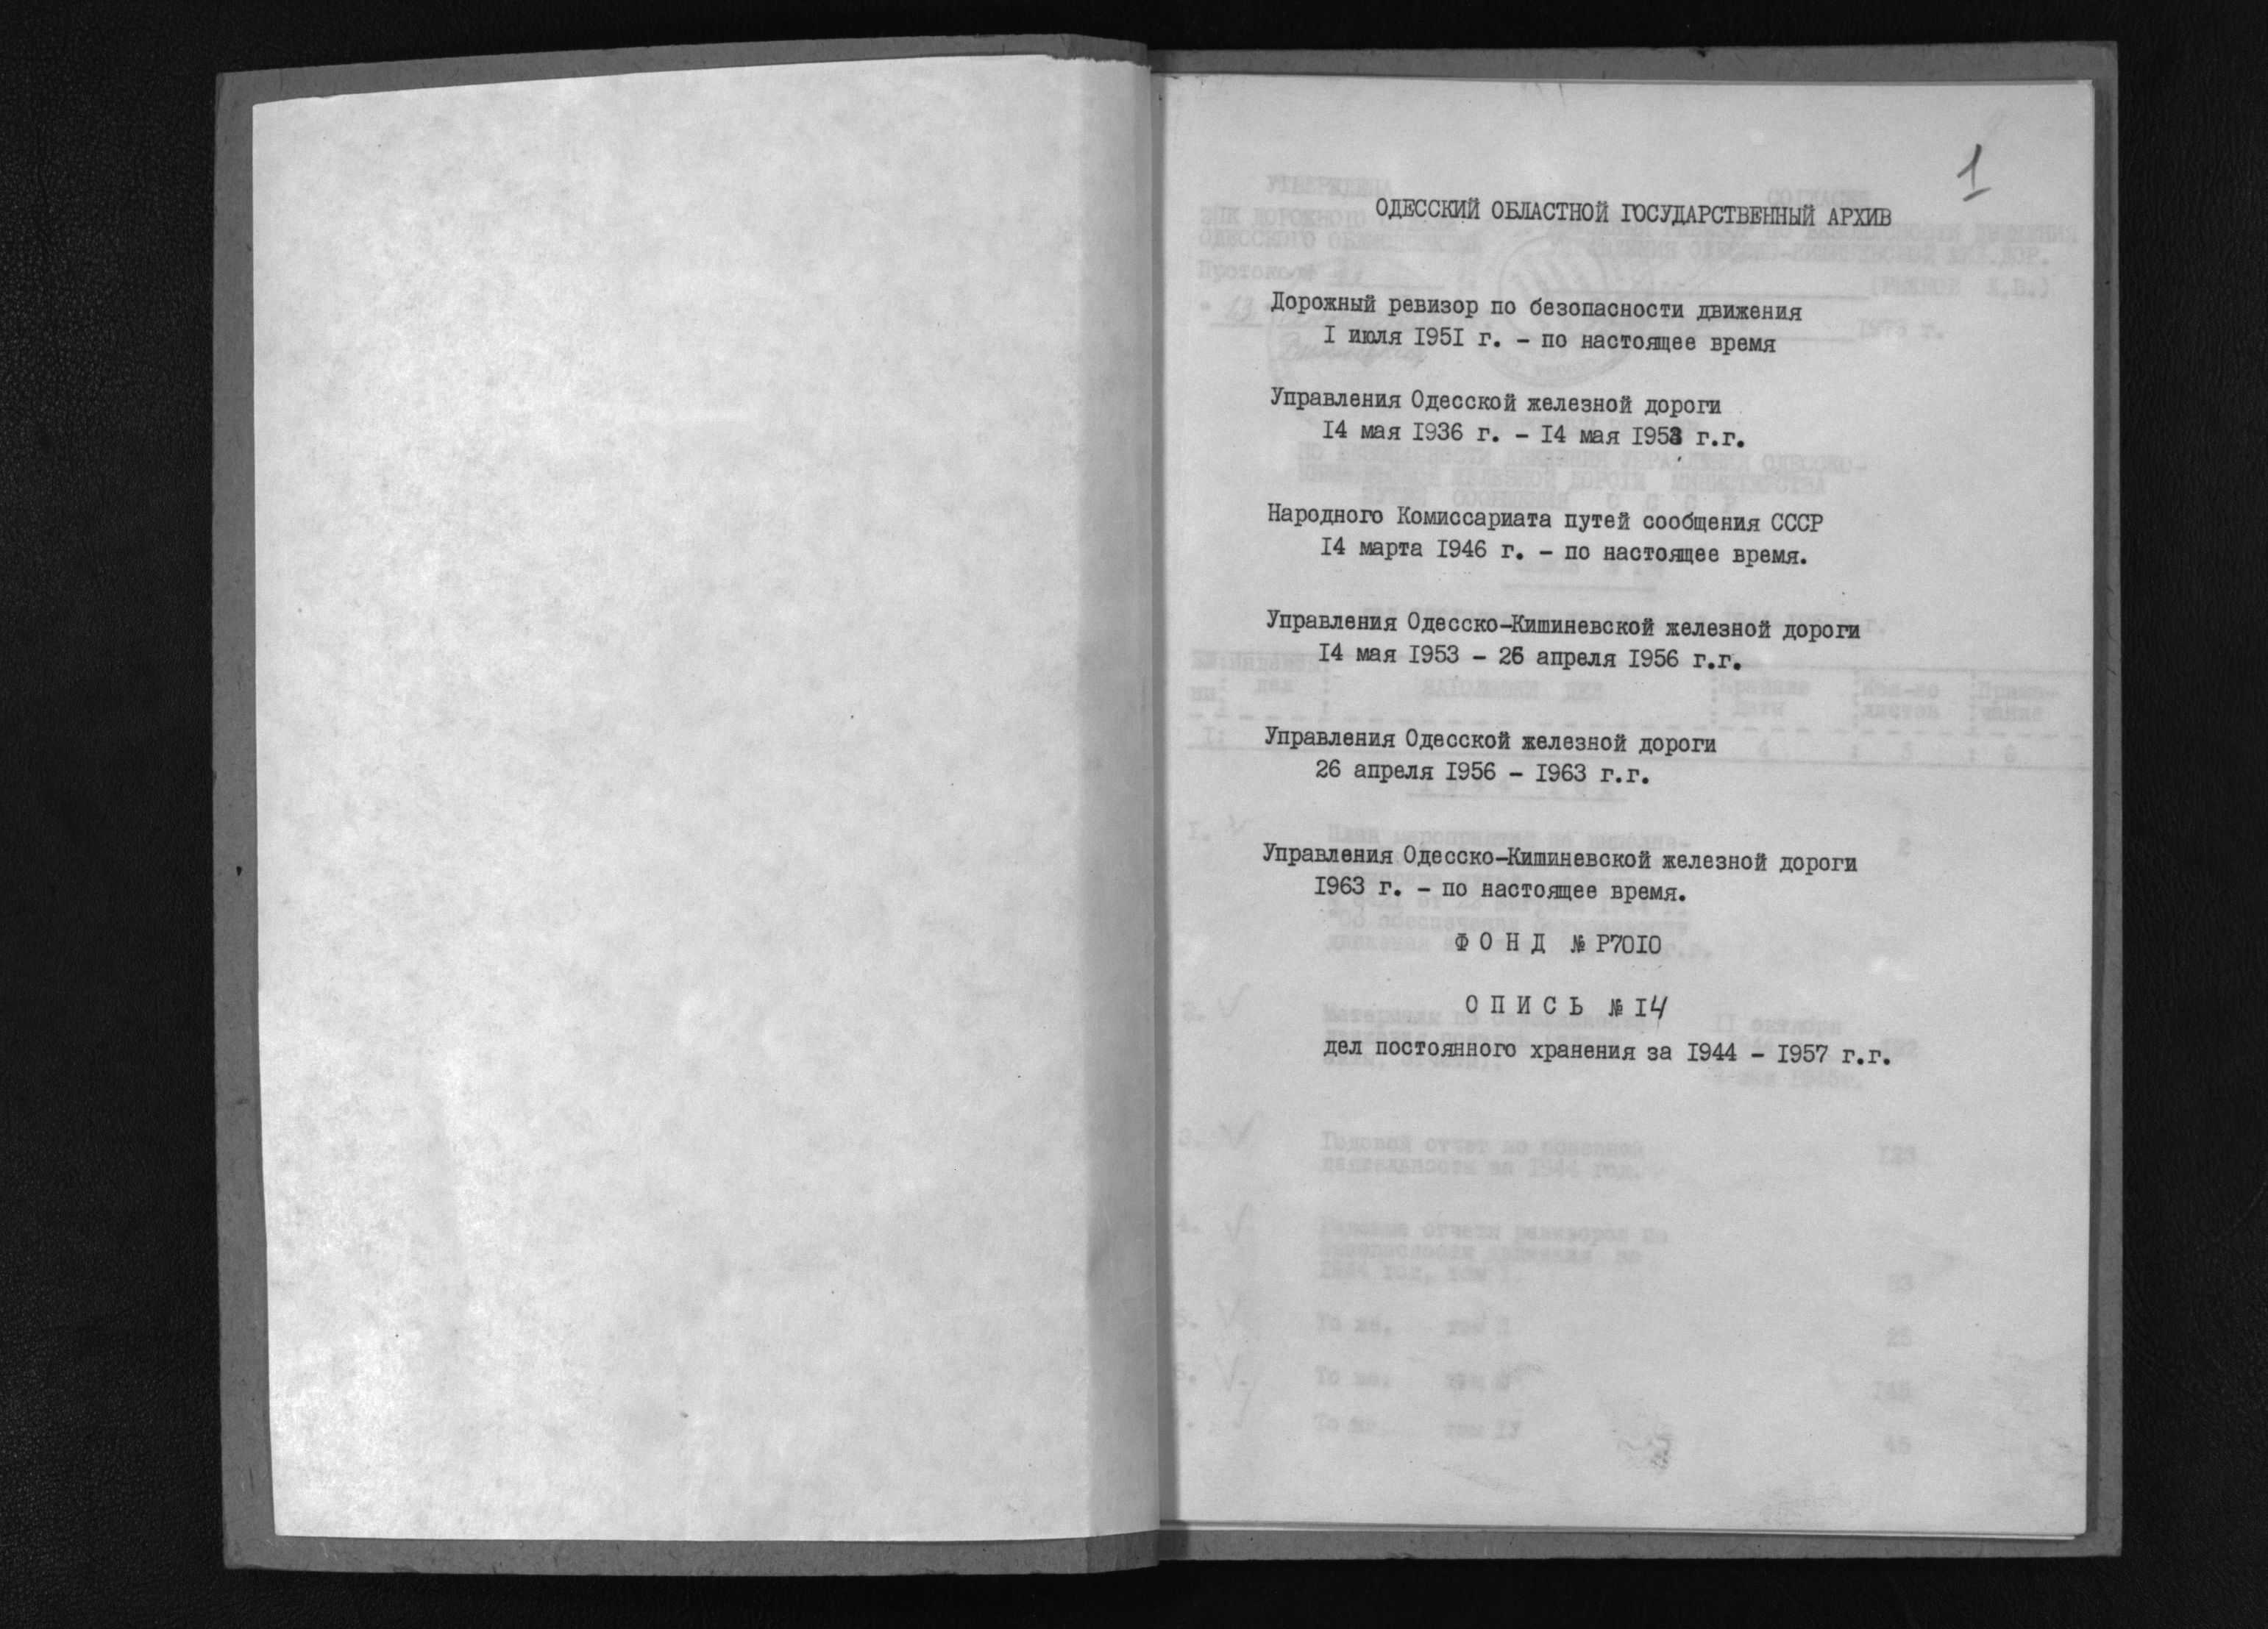 1
ОДЕССКИЙ ОБЛАСТНОЙ ГОСУДАРСТВЕННЫЙ АРХИВ
Дорожный ревизор по безопасности движения
I июля I95I г. – по настоящее время
Управления Одесской железной дороги
I4 мая I936 г. – I4 мая I953 г.г.
Народного Комиссариата путей сообщения СССР
I4 марта I946 г. – по настоящее время.
Управления Одесско-Кишиневской железной дороги
I4 мая I953 – 26 апреля I956 г.г.
Управления Одесской железной дороги
26 апреля I956 – I963 г.г.
Управления Одесско-Кишиневской железной дороги
I963 г. – по настоящее время.
Ф О Н Д № Р70I0
О П И С Ь № I4
дел постоянного хранения за I944 – I957 г.г.